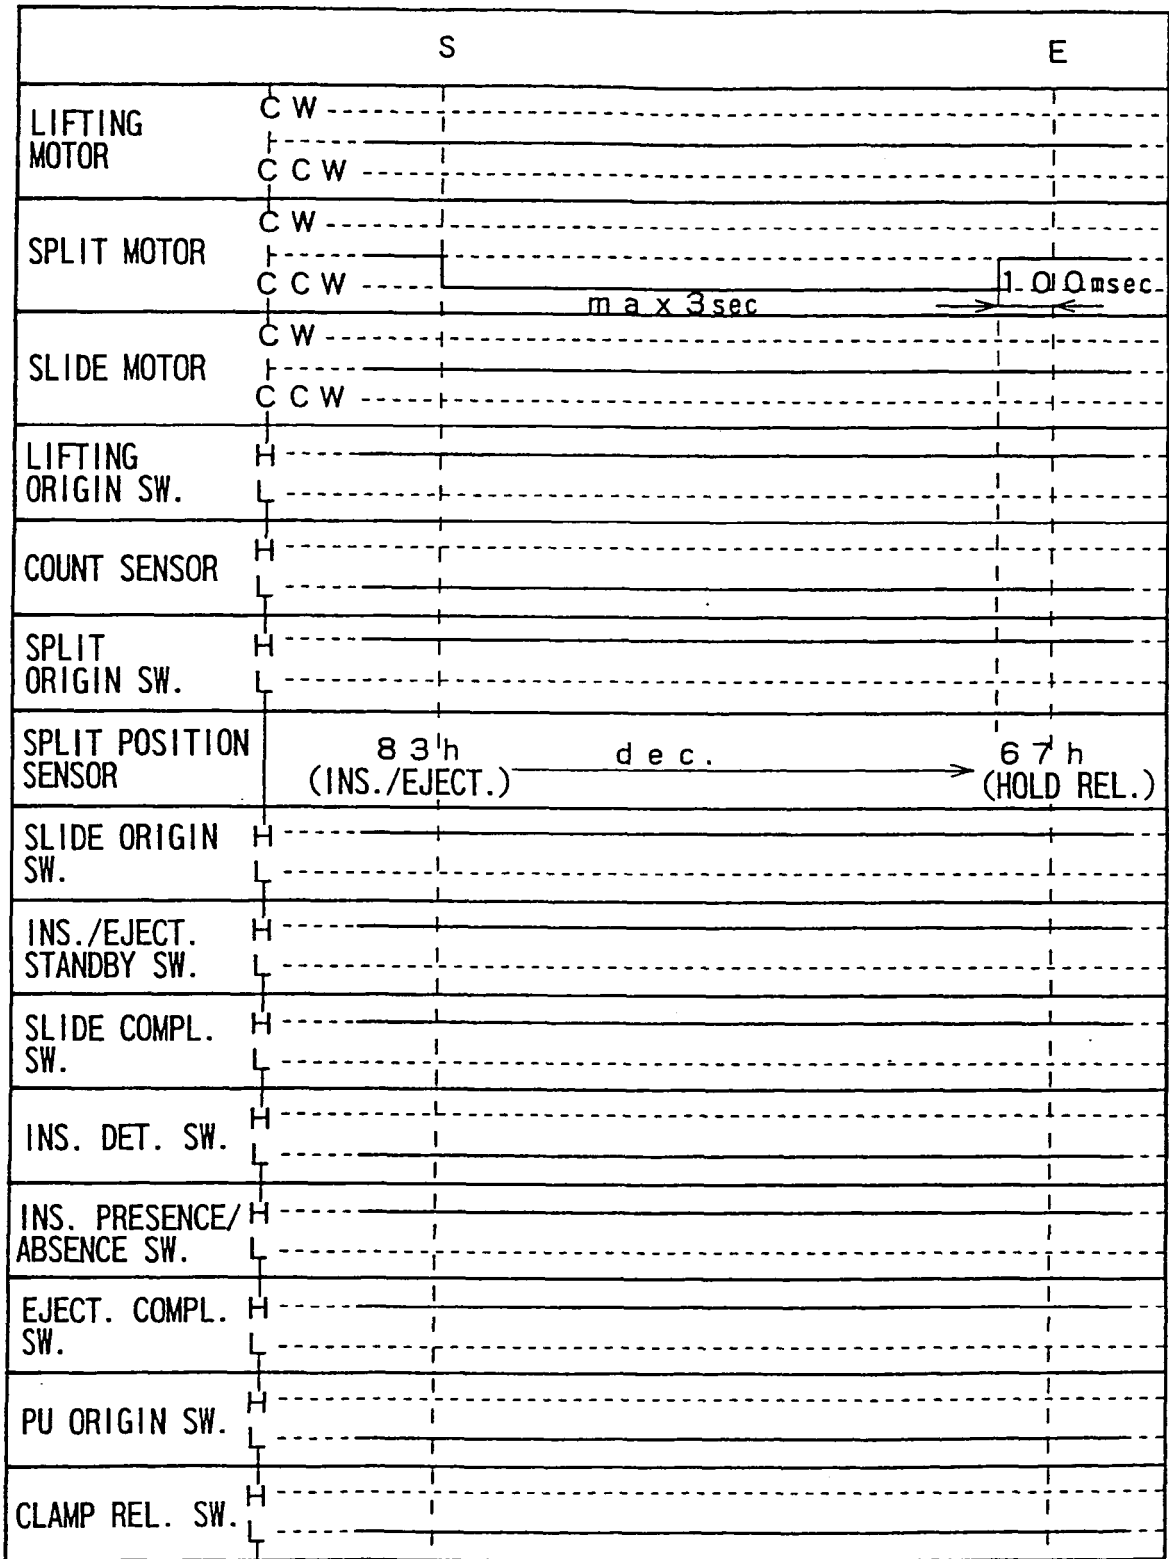 S E
LIFTING MOTOR
CW
CCW
SPLIT MOTOR
CW
CCW
max 3sec
100msec
SLIDE MOTOR
CW
CCW
LIFTING ORIGIN SW.
H
L
COUNT SENSOR
H
L
SPLIT ORIGIN SW.
H
L
SPLIT POSITION SENSOR
83h (INS./EJECT.)
dec.
67h (HOLD REL.)
SLIDE ORIGIN SW.
H
L
INS./EJECT. STANDBY SW.
H
L
SLIDE COMPL. SW.
H
L
INS. DET. SW.
H
L
INS. PRESENCE/ ABSENCE SW.
H
L
EJECT. COMPL. SW.
H
L
PU ORIGIN SW.
H
L
CLAMP REL. SW.
H
L